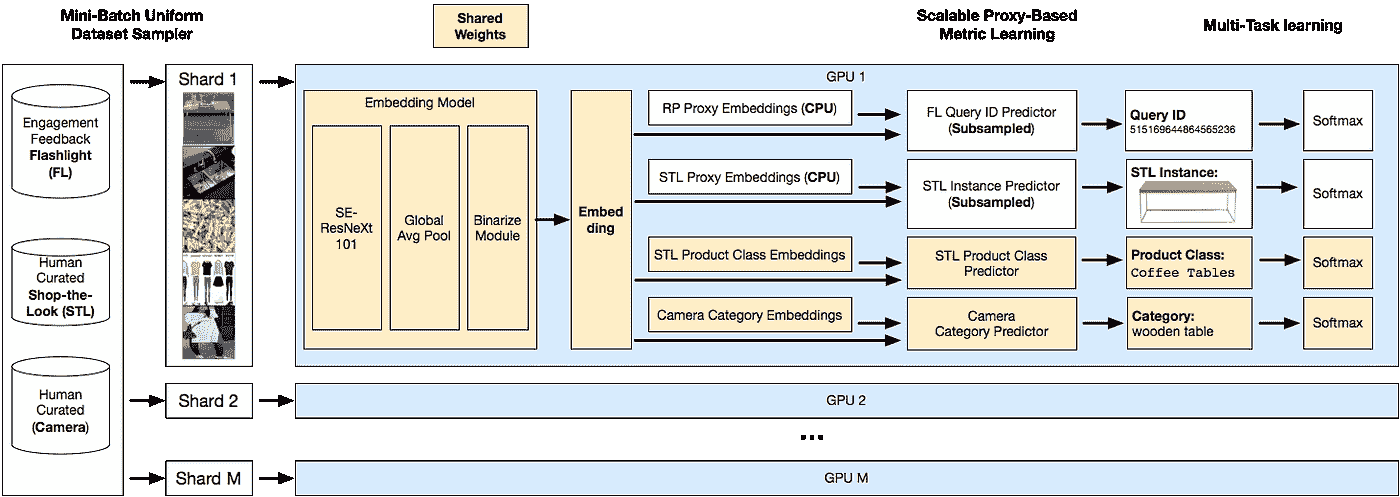 Mini-Batch Uniform
Dataset Sampler
Shared
Weights
Scalable Proxy-Based
Metric Learning
Multi-Task learning
Engagement
Feedback
Flashlight
(FL)
Human
Curated
Shop-the-
Look (STL)
Human
Curated
(Camera)
Shard 1
GPU 1
Embedding Model
SE-
ResNeXt
101
Global
Avg Pool
Binarize
Module
Embed
ding
RP Proxy Embeddings (CPU)
FL Query ID Predictor
(Subsampled)
Query ID
515169644864565236
Softmax
STL Proxy Embeddings (CPU)
STL Instance Predictor
(Subsampled)
STL Instance:
Softmax
STL Product Class Embeddings
STL Product Class
Predictor
Product Class:
Coffee Tables
Softmax
Camera Category Embeddings
Camera
Category Predictor
Category:
wooden table
Softmax
Shard 2
GPU 2
...
Shard M
GPU M